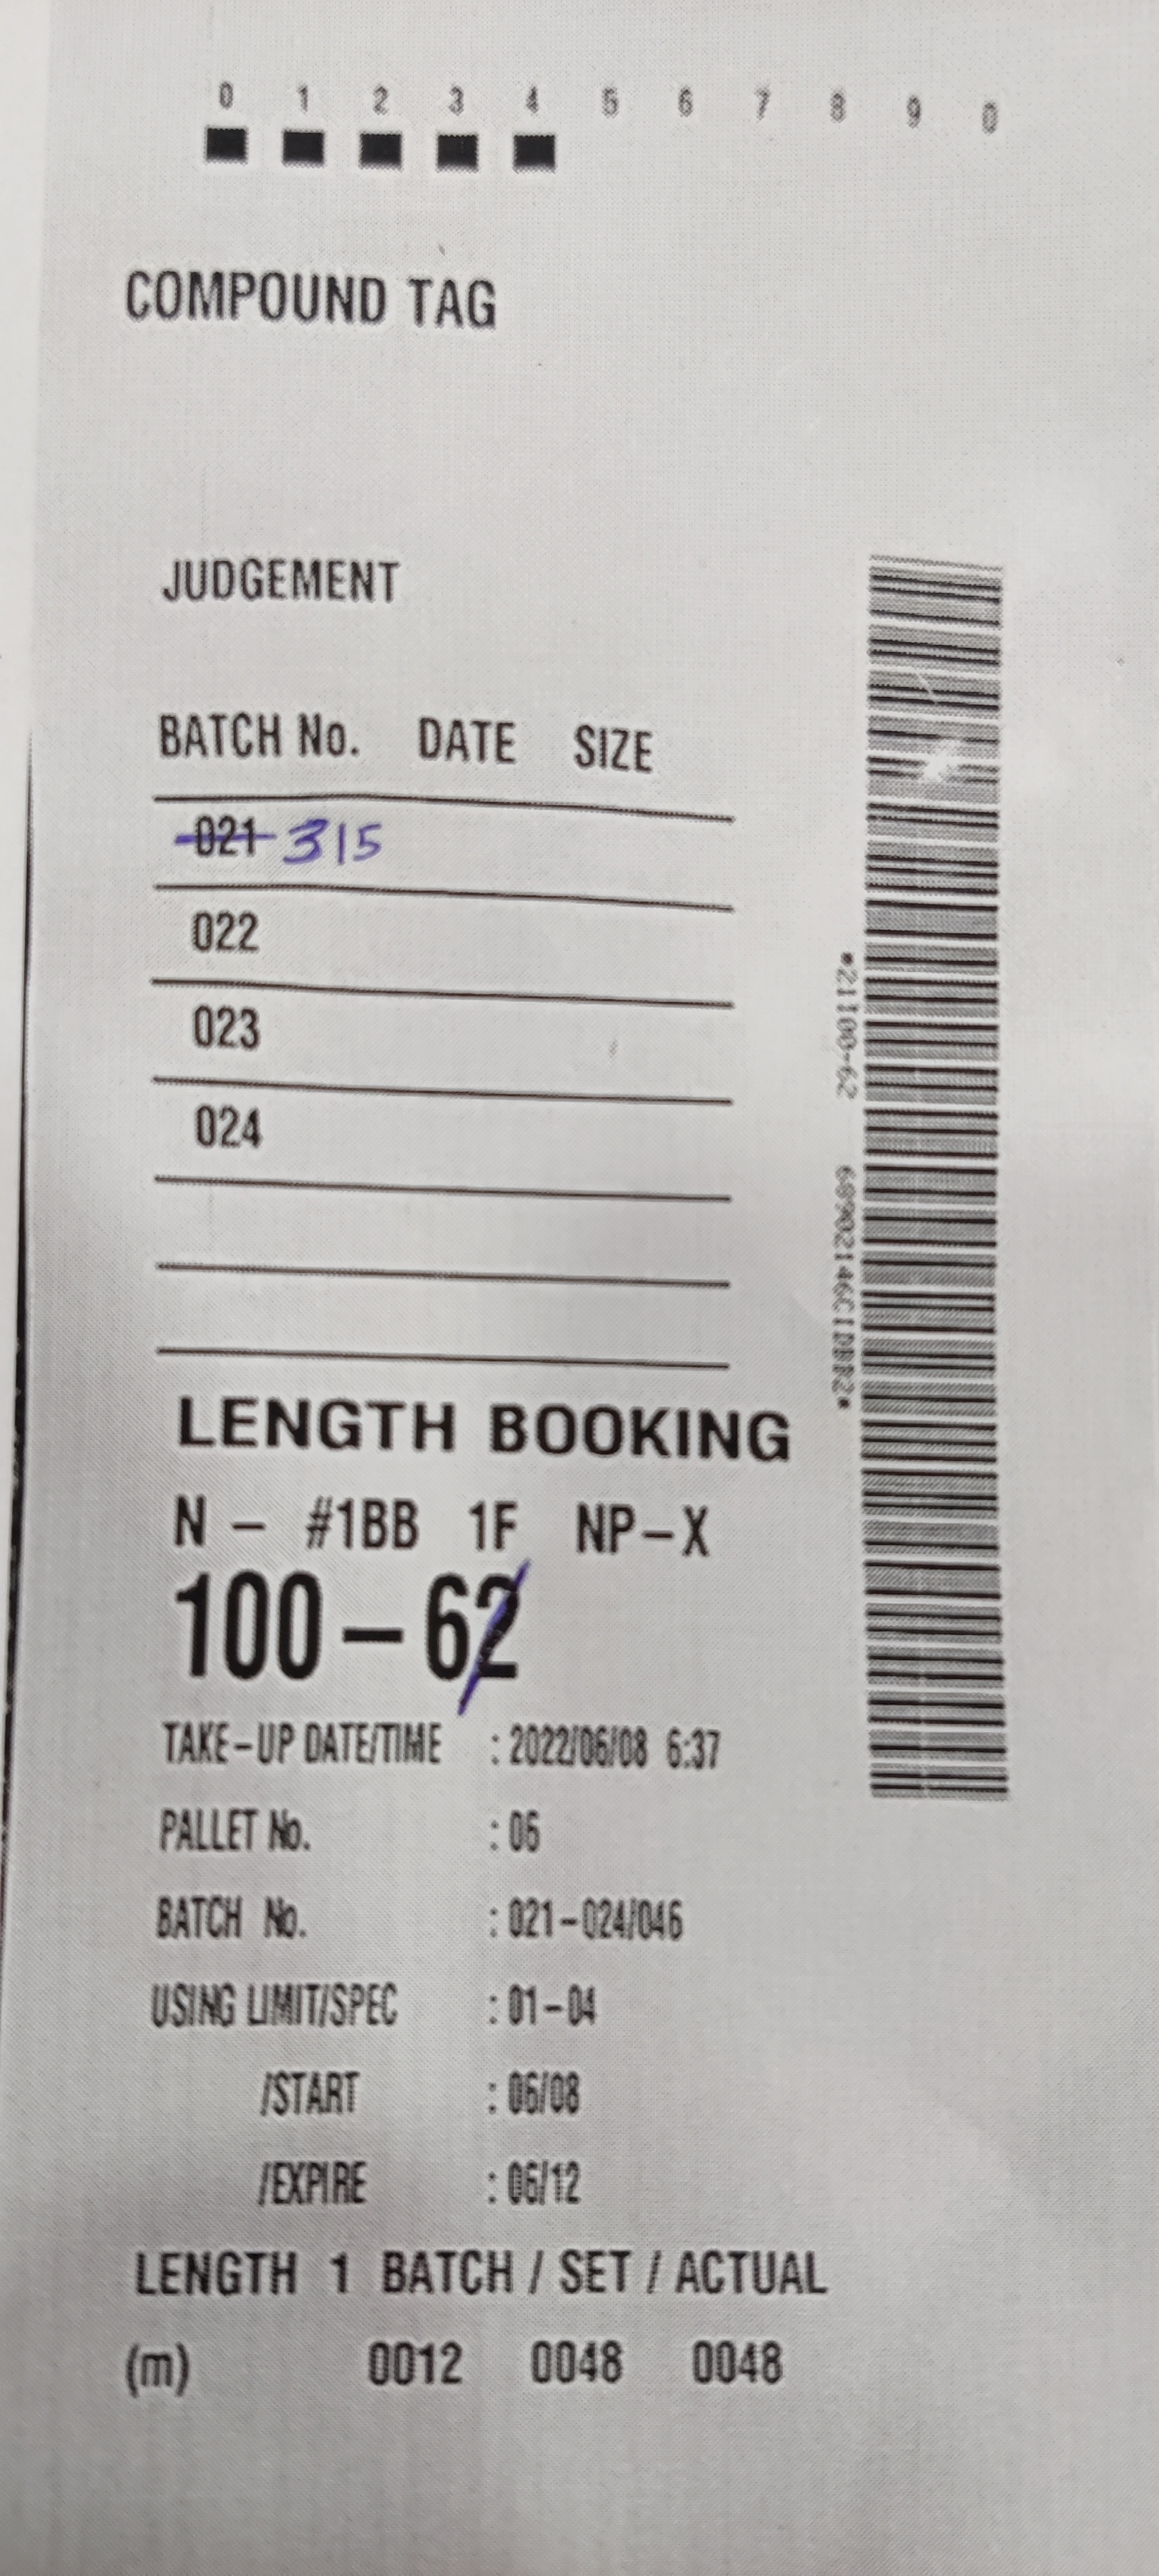 0 1 2 3 4 5 6 7 8 9 0
COMPOUND TAG
JUDGEMENT
BATCH No. DATE SIZE
021 315
022
023
024
LENGTH BOOKING
N - #1BB 1F NP-X
100-62
TAKE-UP DATE/TIME : 2022/06/08 6:37
PALLET No. : 06
BATCH No. : 021-024/046
USING LIMIT/SPEC : 01-04
/START : 06/08
/EXPIRE : 06/12
LENGTH 1 BATCH / SET / ACTUAL
(m) 0012 0048 0048
*21100-62